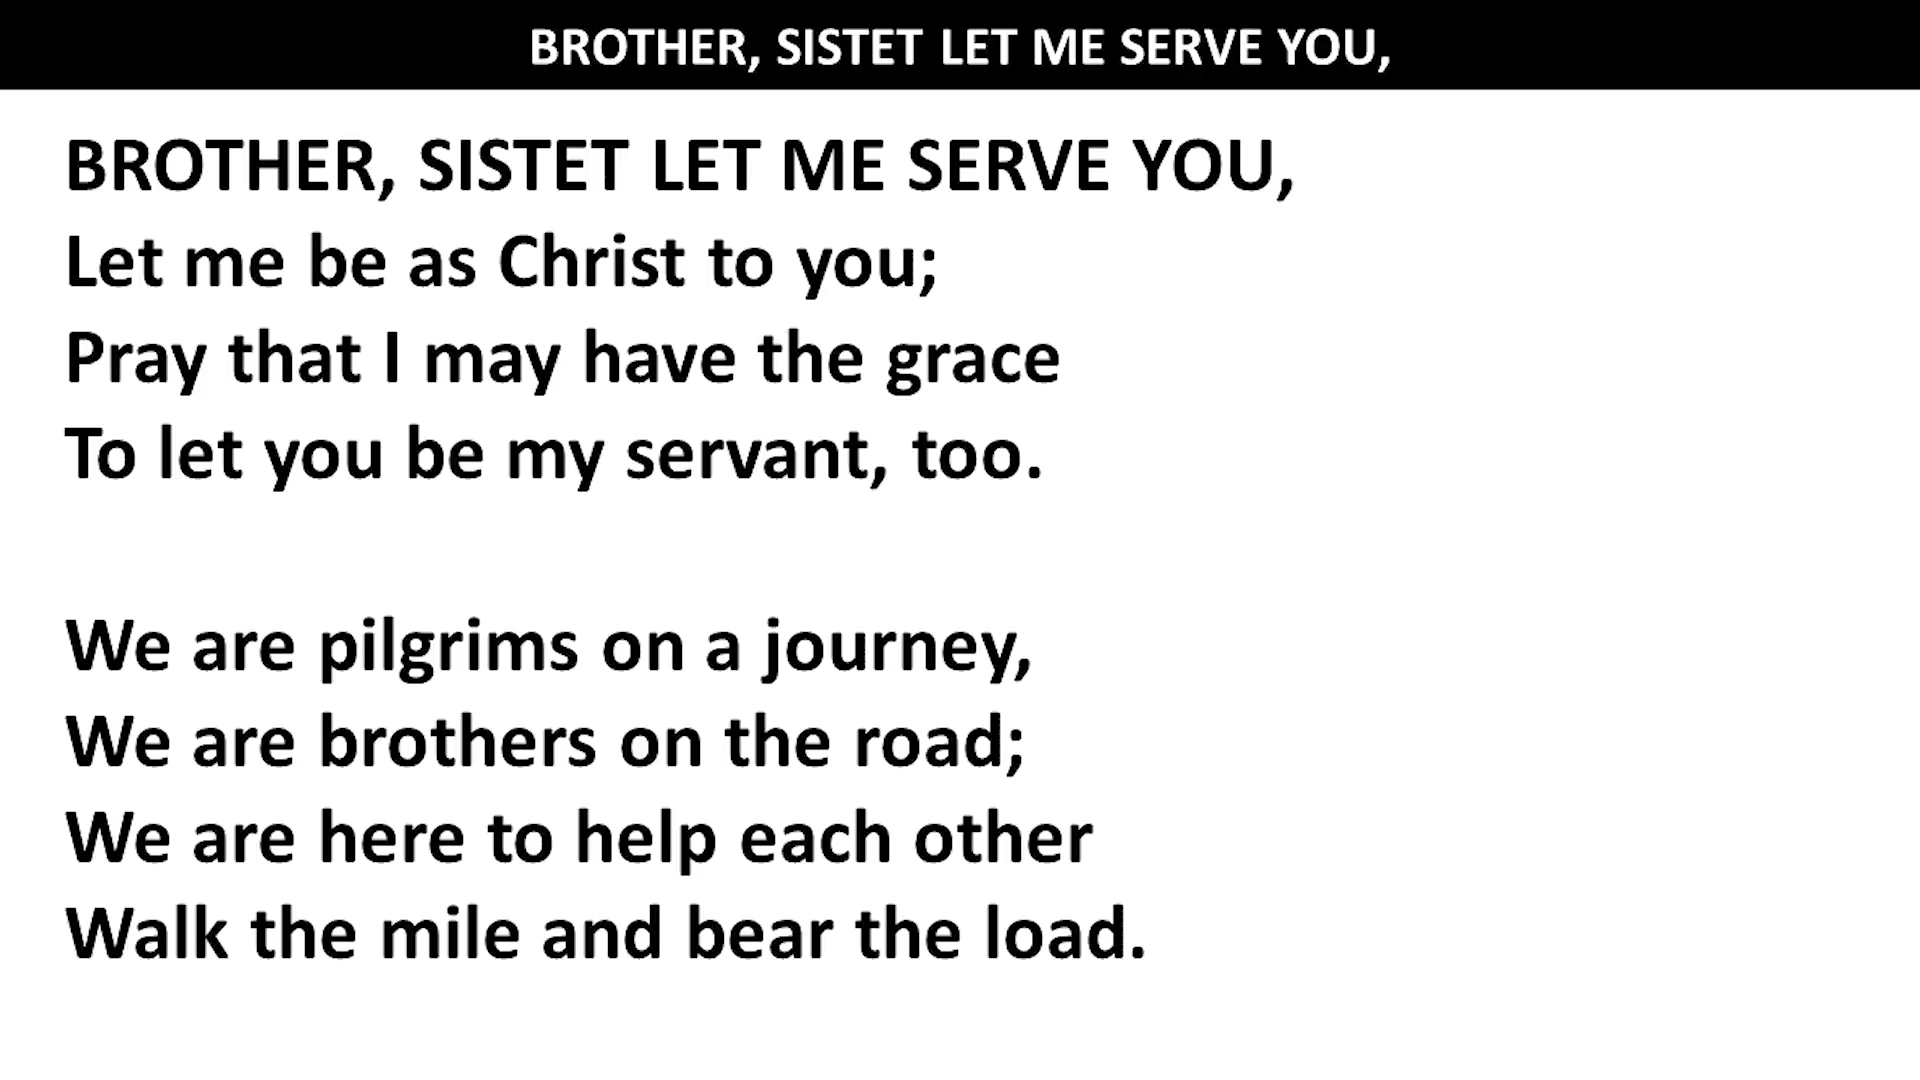 BROTHER, SISTET LET ME SERVE YOU,
BROTHER, SISTET LET ME SERVE YOU,
Let me be as Christ to you;
Pray that I may have the grace
To let you be my servant, too.
We are pilgrims on a journey,
We are brothers on the road;
We are here to help each other
Walk the mile and bear the load.